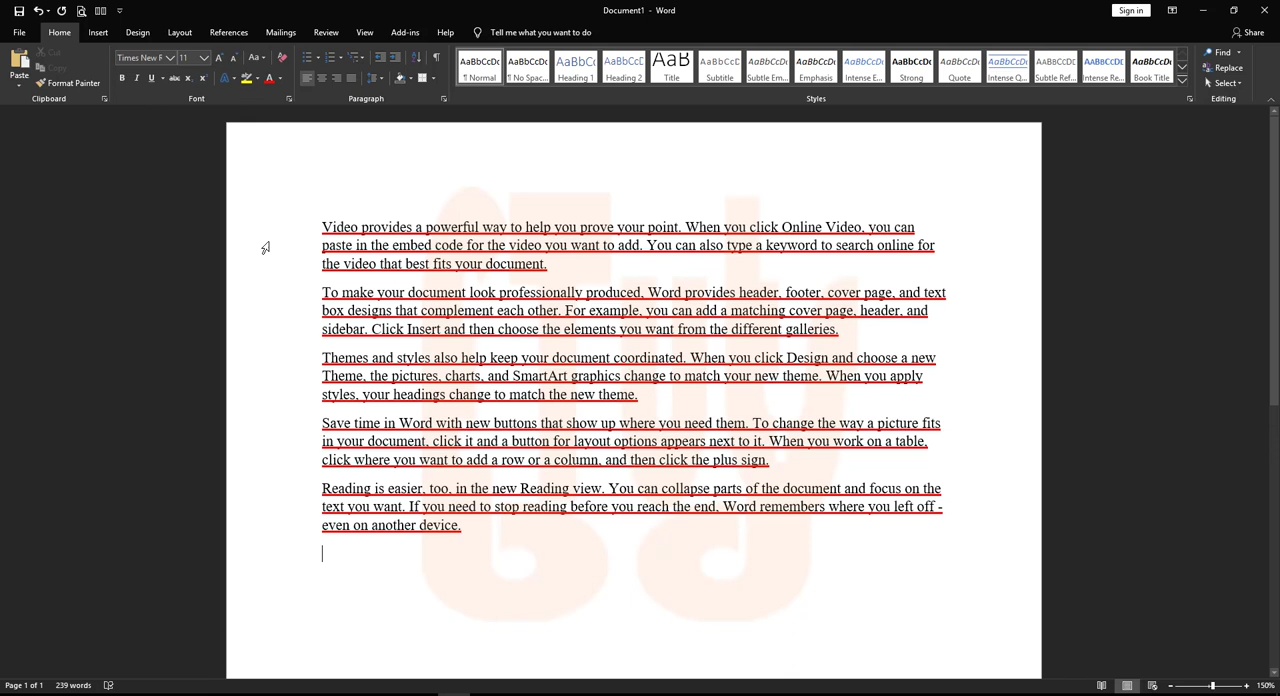 Document1 - Word
Sign in
File Home Insert Design Layout References Mailings Review View Add-ins Help Tell me what you want to do Share
Paste Cut Copy Format Painter
Times New R 11
AaBbCcDc AaBbCcDc AaBbCc AaBbCcD AaB AaBbCcD AaBbCcDc AaBbCcDc AaBbCcDc AaBbCcDc AaBbCcDc AaBbCcDc AABBCCDE AABBCCDE AaBbCcDc
¶ Normal ¶ No Spac... Heading 1 Heading 2 Title Subtitle Subtle Em... Emphasis Intense E... Strong Quote Intense Q... Subtle Ref... Intense Re... Book Title
Find Replace Select
Clipboard Font Paragraph Styles Editing
Video provides a powerful way to help you prove your point. When you click Online Video, you can
paste in the embed code for the video you want to add. You can also type a keyword to search online for
the video that best fits your document.
To make your document look professionally produced, Word provides header, footer, cover page, and text
box designs that complement each other. For example, you can add a matching cover page, header, and
sidebar. Click Insert and then choose the elements you want from the different galleries.
Themes and styles also help keep your document coordinated. When you click Design and choose a new
Theme, the pictures, charts, and SmartArt graphics change to match your new theme. When you apply
styles, your headings change to match the new theme.
Save time in Word with new buttons that show up where you need them. To change the way a picture fits
in your document, click it and a button for layout options appears next to it. When you work on a table,
click where you want to add a row or a column, and then click the plus sign.
Reading is easier, too, in the new Reading view. You can collapse parts of the document and focus on the
text you want. If you need to stop reading before you reach the end, Word remembers where you left off -
even on another device.
Page 1 of 1 239 words 150%